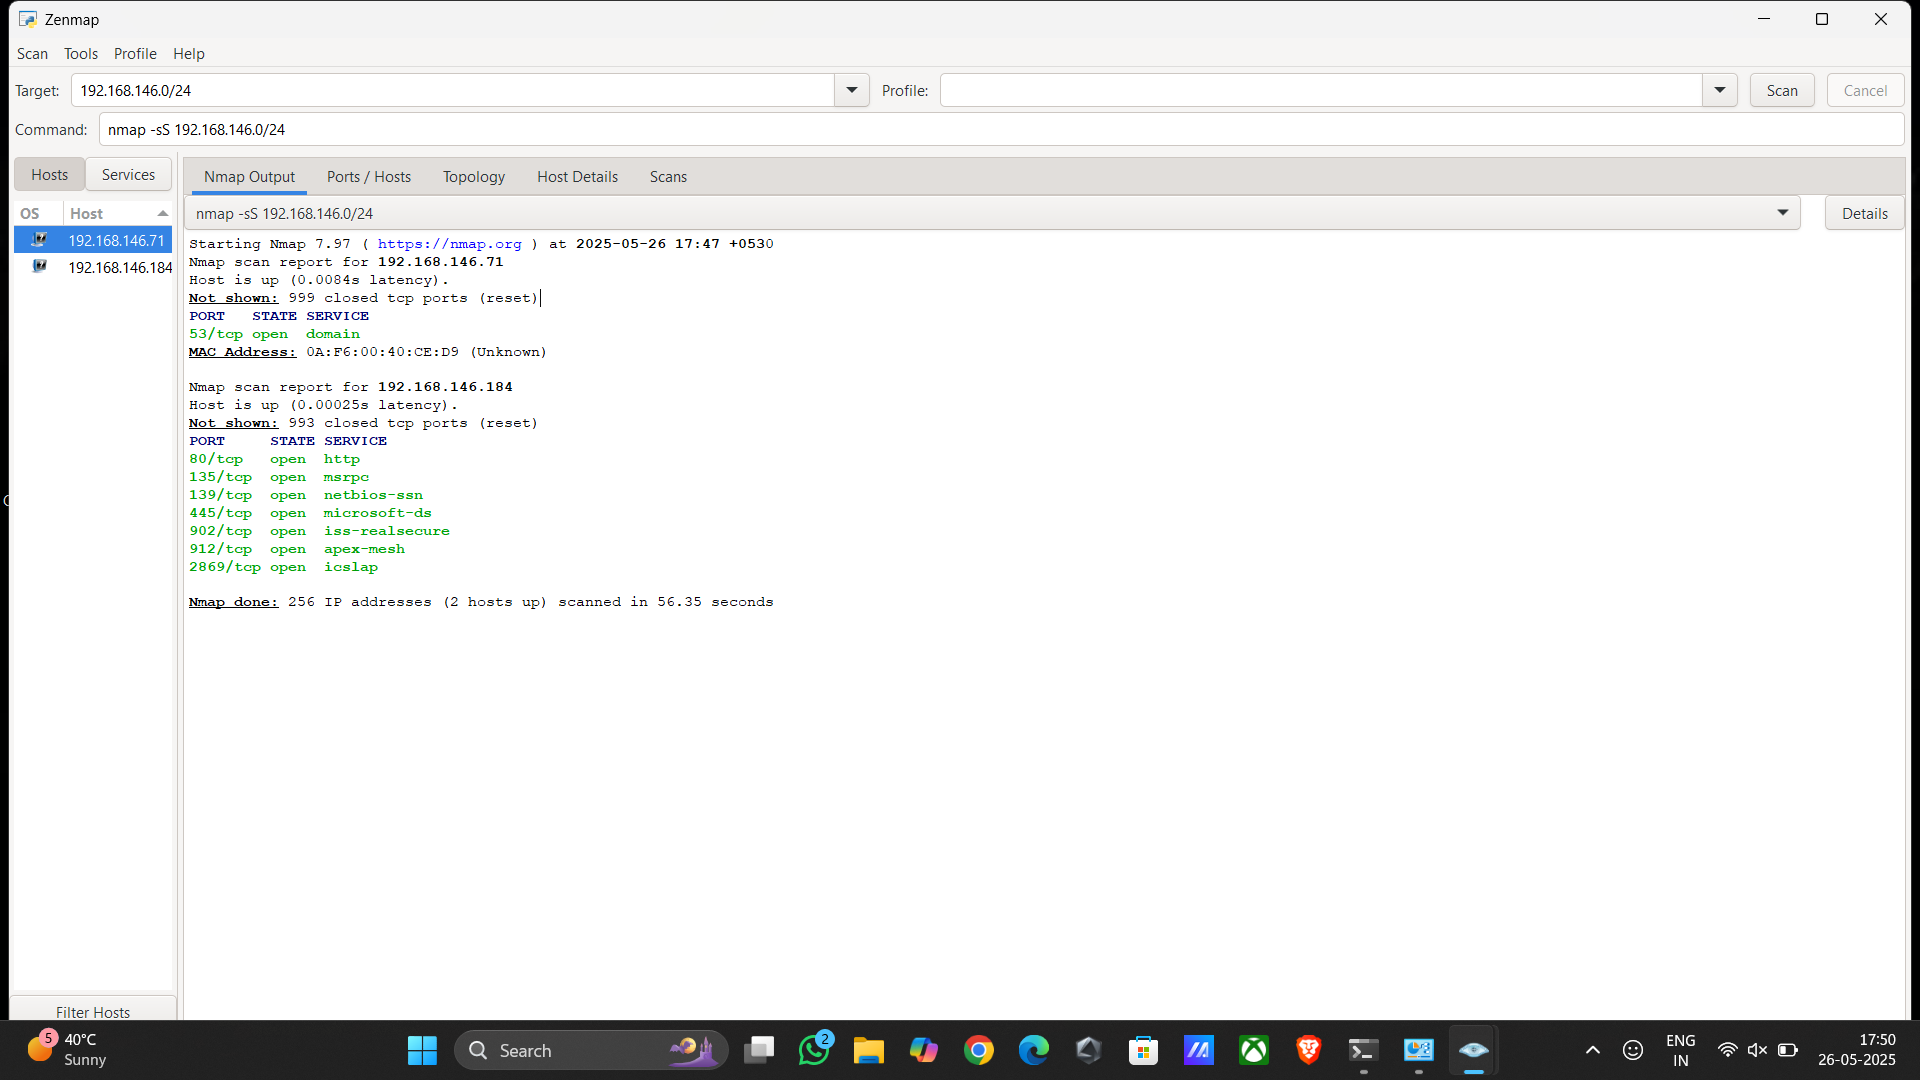 Zenmap
Scan Tools Profile Help
Target: 192.168.146.0/24 Profile: Scan Cancel
Command: nmap -sS 192.168.146.0/24
Hosts Services
Nmap Output Ports / Hosts Topology Host Details Scans
OS Host
nmap -sS 192.168.146.0/24 Details
192.168.146.71
192.168.146.184
Starting Nmap 7.97 ( https://nmap.org ) at 2025-05-26 17:47 +0530
Nmap scan report for 192.168.146.71
Host is up (0.0084s latency).
Not shown: 999 closed tcp ports (reset)
PORT STATE SERVICE
53/tcp open domain
MAC Address: 0A:F6:00:40:CE:D9 (Unknown)
Nmap scan report for 192.168.146.184
Host is up (0.00025s latency).
Not shown: 993 closed tcp ports (reset)
PORT STATE SERVICE
80/tcp open http
135/tcp open msrpc
139/tcp open netbios-ssn
445/tcp open microsoft-ds
902/tcp open iss-realsecure
912/tcp open apex-mesh
2869/tcp open icslap
Nmap done: 256 IP addresses (2 hosts up) scanned in 56.35 seconds
Filter Hosts
5
40°C
Sunny
Search
2
ENG
IN
17:50
26-05-2025